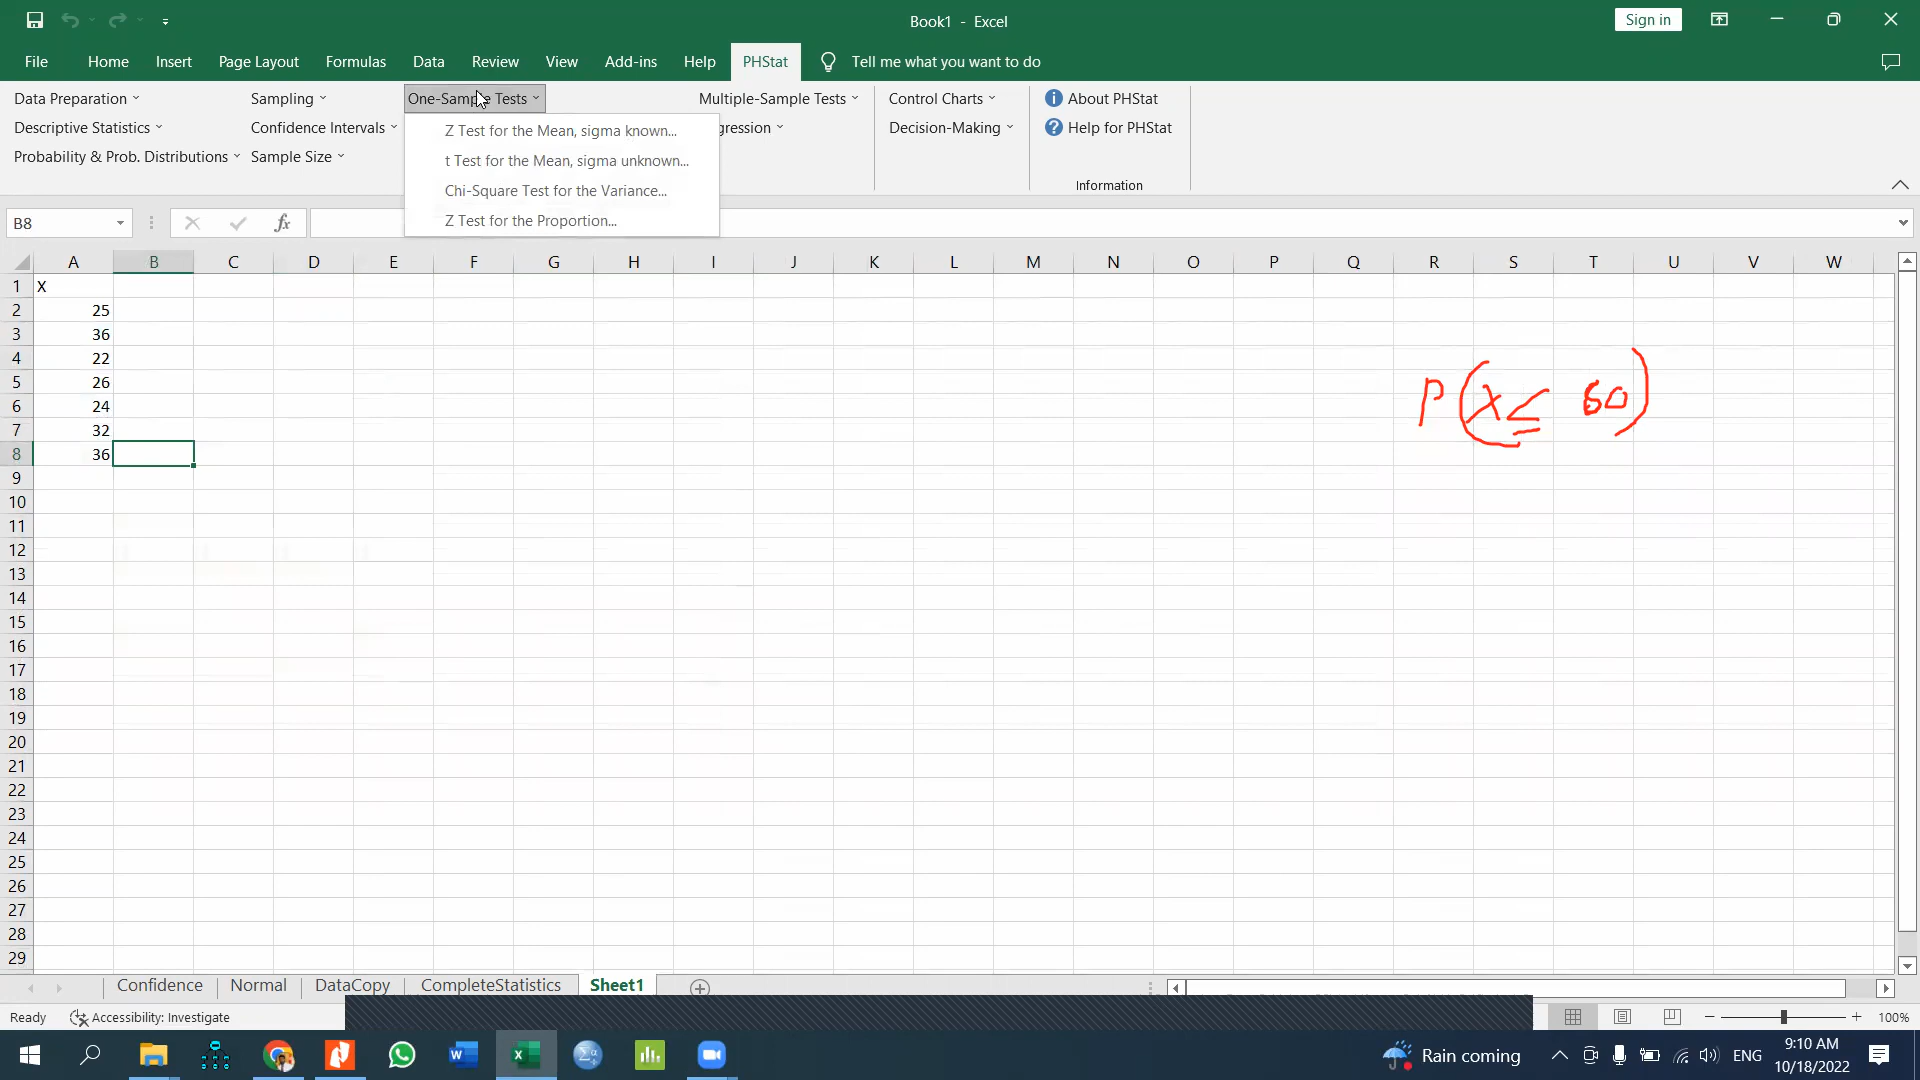 Book1 - Excel
Sign in
File Home Insert Page Layout Formulas Data Review View Add-ins Help PHStat Tell me what you want to do
Data Preparation Sampling One-Sample Tests Multiple-Sample Tests Control Charts About PHStat
Descriptive Statistics Confidence Intervals gression Decision-Making Help for PHStat
Probability & Prob. Distributions Sample Size
Information
Z Test for the Mean, sigma known...
t Test for the Mean, sigma unknown...
Chi-Square Test for the Variance...
Z Test for the Proportion...
B8 fx
A B C D E F G H I J K L M N O P Q R S T U V W
1 X
2 25
3 36
4 22
5 26
6 24
7 32
8 36
9
10
11
12
13
14
15
16
17
18
19
20
21
22
23
24
25
26
27
28
29
P(X ≤ 60)
Confidence Normal DataCopy CompleteStatistics Sheet1
Ready Accessibility: Investigate 100%
Rain coming ENG 9:10 AM
10/18/2022